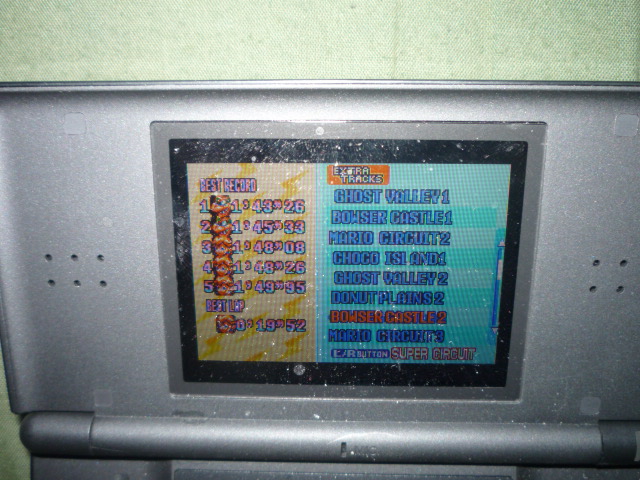 BEST RECORD
1 1'43"26
2 1'45"33
3 1'48"08
4 1'48"26
5 1'49"95
BEST LAP
0'19"52
EXTRA
TRACKS
GHOST VALLEY 1
BOWSER CASTLE 1
MARIO CIRCUIT 2
CHOCO ISLAND 1
GHOST VALLEY 2
DONUT PLAINS 2
BOWSER CASTLE 2
MARIO CIRCUIT 3
L/R BUTTON SUPER CIRCUIT